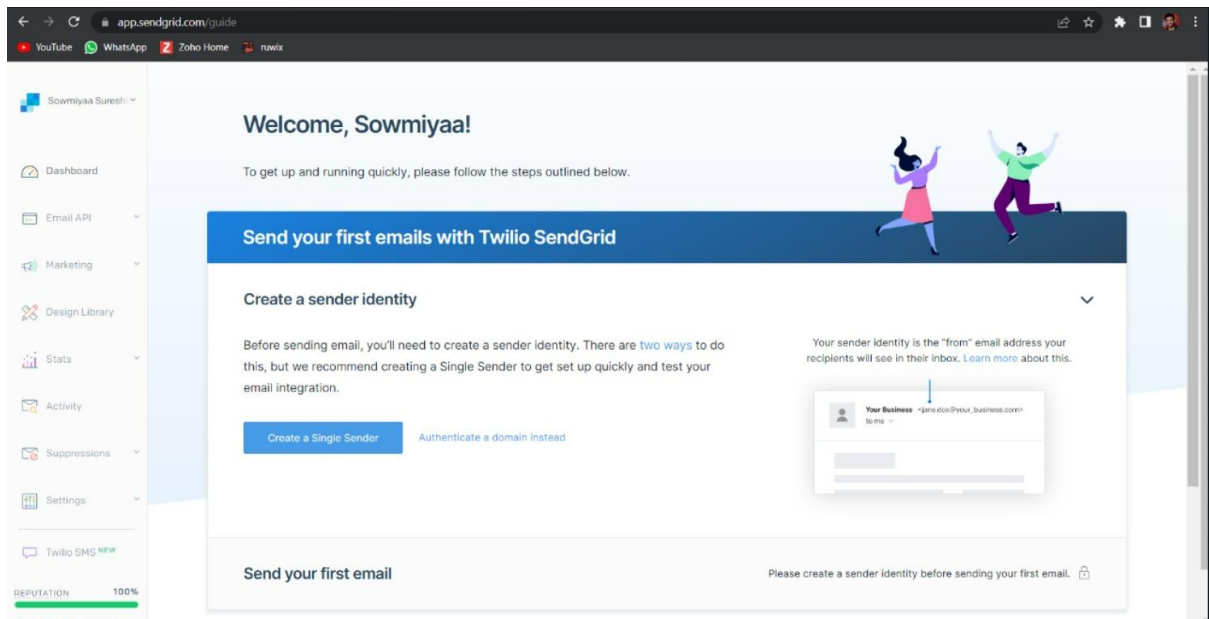 app.sendgrid.com/guide
YouTube WhatsApp Zoho Home ruwix
Sowmiyaa Suresh
Dashboard
Email API
Marketing
Design Library
Stats
Activity
Suppressions
Settings
Twilio SMS NEW
REPUTATION 100%
Welcome, Sowmiyaa!
To get up and running quickly, please follow the steps outlined below.
Send your first emails with Twilio SendGrid
Create a sender identity
Before sending email, you'll need to create a sender identity. There are two ways to do
this, but we recommend creating a Single Sender to get set up quickly and test your
email integration.
Create a Single Sender Authenticate a domain instead
Your sender identity is the "from" email address your
recipients will see in their inbox. Learn more about this.
Your Business <jane.doe@your_business.com>
to me
Send your first email
Please create a sender identity before sending your first email.